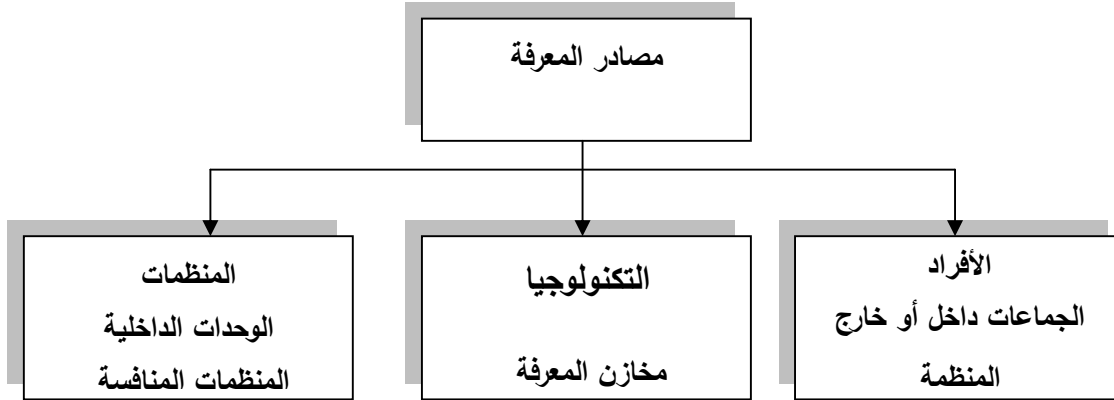 مصادر المعرفة
الأفراد
الجماعات داخل أو خارج
المنظمة
التكنولوجيا
مخازن المعرفة
المنظمات
الوحدات الداخلية
المنظمات المنافسة